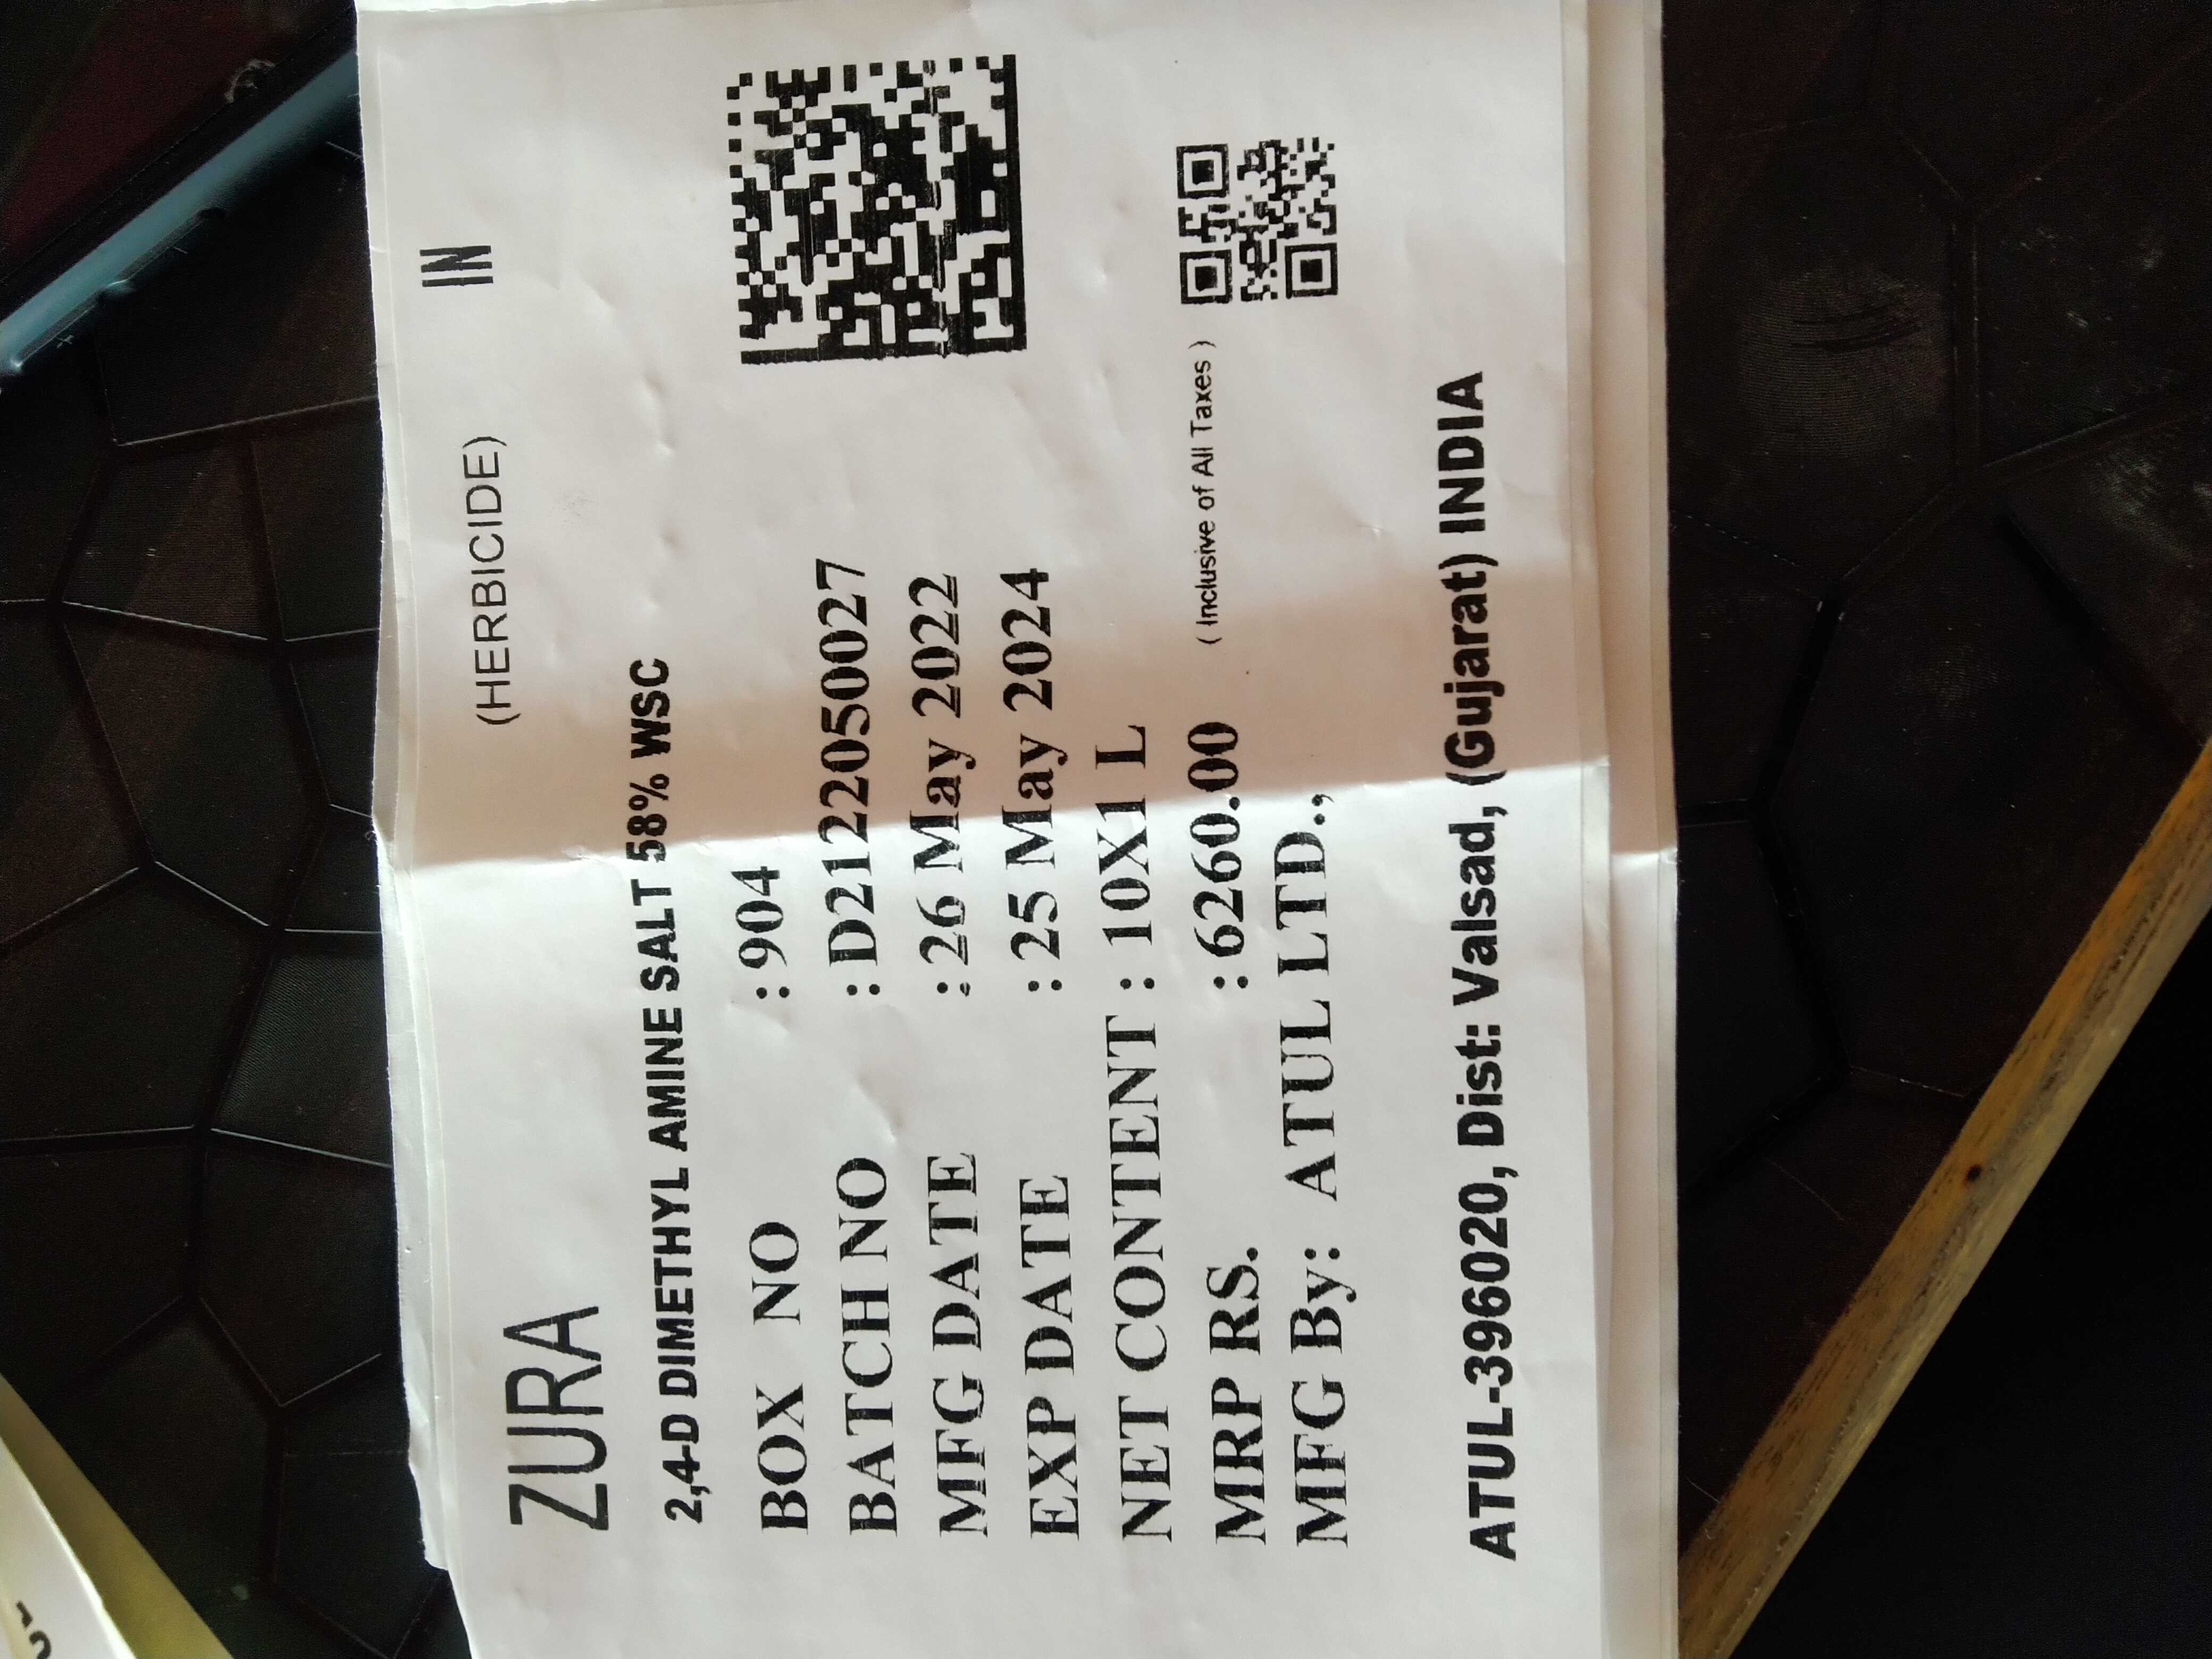 IN
ZURA (HERBICIDE)
2,4-D DIMETHYL AMINE SALT 58% WSC
BOX NO : 904
BATCH NO : D2122050027
MFG DATE : 26 May 2022
EXP DATE : 25 May 2024
NET CONTENT : 10X1 L
MRP RS. : 6260.00 ( Inclusive of All Taxes )
MFG By: ATUL LTD.,
ATUL-396020, Dist: Valsad, (Gujarat) INDIA